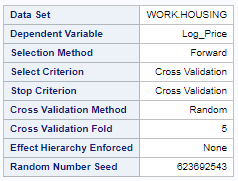 Data Set WORK.HOUSING
Dependent Variable Log_Price
Selection Method Forward
Select Criterion Cross Validation
Stop Criterion Cross Validation
Cross Validation Method Random
Cross Validation Fold 5
Effect Hierarchy Enforced None
Random Number Seed 623692543